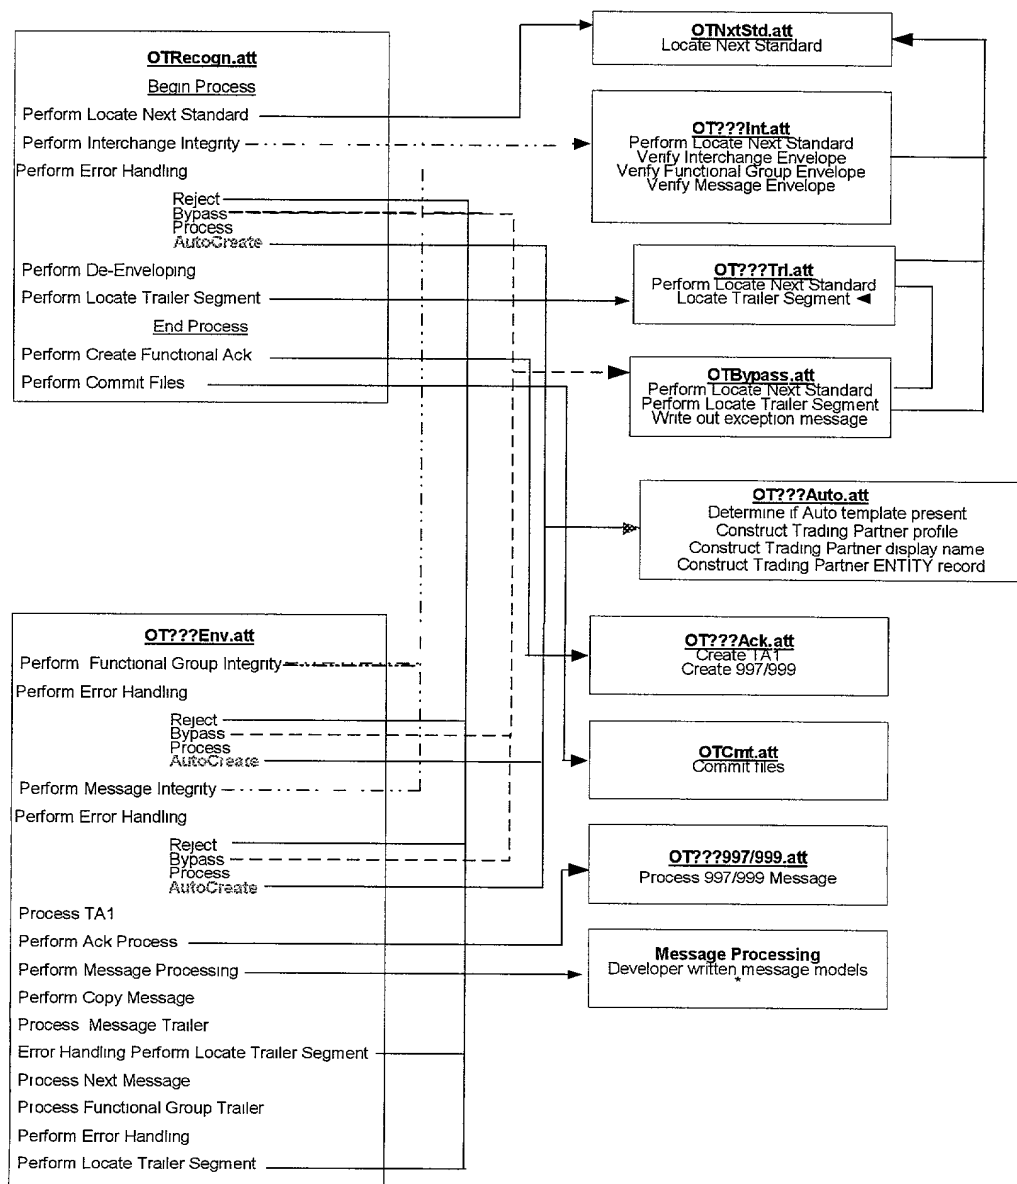 OTRecogn.att
Begin Process
Perform Locate Next Standard
Perform Interchange Integrity
Perform Error Handling
Reject
Bypass
Process
AutoCreate
Perform De-Enveloping
Perform Locate Trailer Segment
End Process
Perform Create Functional Ack
Perform Commit Files
OTNxtStd.att
Locate Next Standard
OT???Int.att
Perform Locate Next Standard
Verify Interchange Envelope
Verify Functional Group Envelope
Verify Message Envelope
OT???Trl.att
Perform Locate Next Standard
Locate Trailer Segment
OTBypass.att
Perform Locate Next Standard
Perform Locate Trailer Segment
Write out exception message
OT???Auto.att
Determine if Auto template present
Construct Trading Partner profile
Construct Trading Partner display name
Construct Trading Partner ENTITY record
OT???Env.att
Perform Functional Group Integrity
Perform Error Handling
Reject
Bypass
Process
AutoCreate
Perform Message Integrity
Perform Error Handling
Reject
Bypass
Process
AutoCreate
Process TA1
Perform Ack Process
Perform Message Processing
Perform Copy Message
Process Message Trailer
Error Handling Perform Locate Trailer Segment
Process Next Message
Process Functional Group Trailer
Perform Error Handling
Perform Locate Trailer Segment
OT???Ack.att
Create TA1
Create 997/999
OTCmt.att
Commit files
OT???997/999.att
Process 997/999 Message
Message Processing
Developer written message models
*